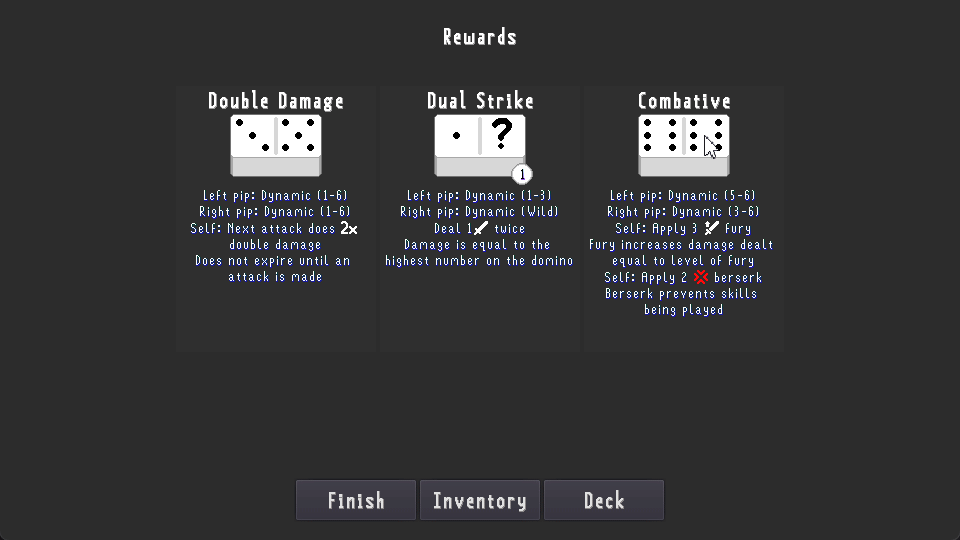 Rewards
Double Damage
Left pip: Dynamic (1-6)
Right pip: Dynamic (1-6)
Self: Next attack does 2x
double damage
Does not expire until an
attack is made
Dual Strike
?
1
Left pip: Dynamic (1-3)
Right pip: Dynamic (Wild)
Deal 1 twice
Damage is equal to the
highest number on the domino
Combative
Left pip: Dynamic (5-6)
Right pip: Dynamic (3-6)
Self: Apply 3 fury
Fury increases damage dealt
equal to level of fury
Self: Apply 2 berserk
Berserk prevents skills
being played
Finish
Inventory
Deck